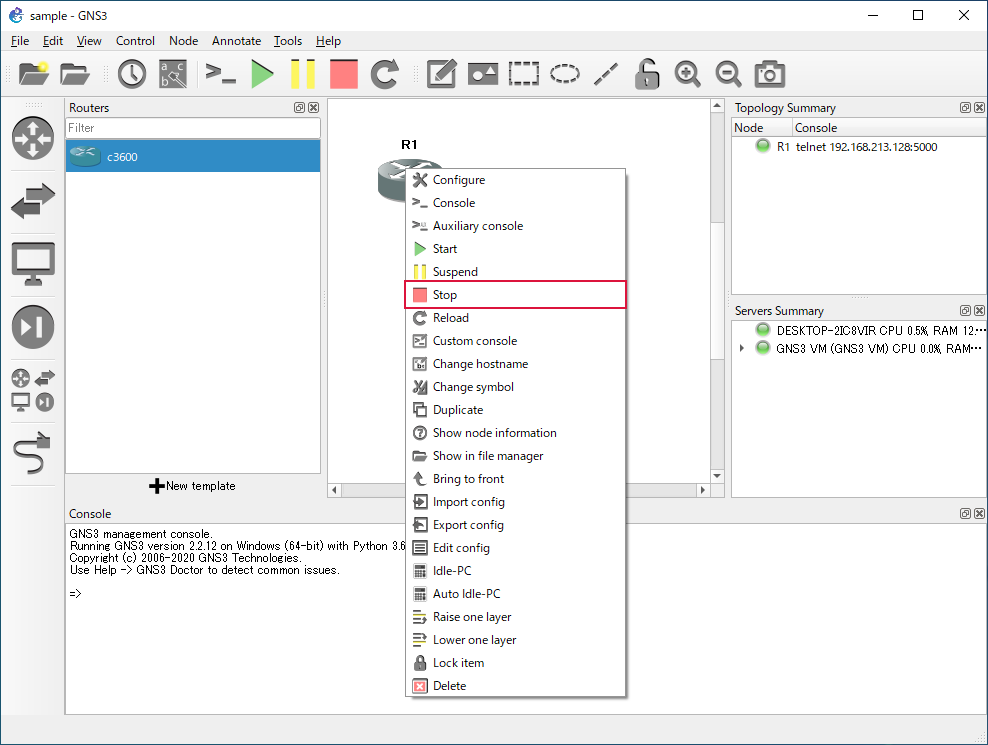 sample - GNS3
File Edit View Control Node Annotate Tools Help
Routers
Filter
c3600
New template
R1
Configure
Console
Auxiliary console
Start
Suspend
Stop
Reload
Custom console
Change hostname
Change symbol
Duplicate
Show node information
Show in file manager
Bring to front
Import config
Export config
Edit config
Idle-PC
Auto Idle-PC
Raise one layer
Lower one layer
Lock item
Delete
Topology Summary
Node Console
R1 telnet 192.168.213.128:5000
Servers Summary
DESKTOP-2IC8VIR CPU 0.5%, RAM 12.…
GNS3 VM (GNS3 VM) CPU 0.0%, RAM…
Console
GNS3 management console.
Running GNS3 version 2.2.12 on Windows (64-bit) with Python 3.6
Copyright (c) 2006-2020 GNS3 Technologies.
Use Help -> GNS3 Doctor to detect common issues.
=>